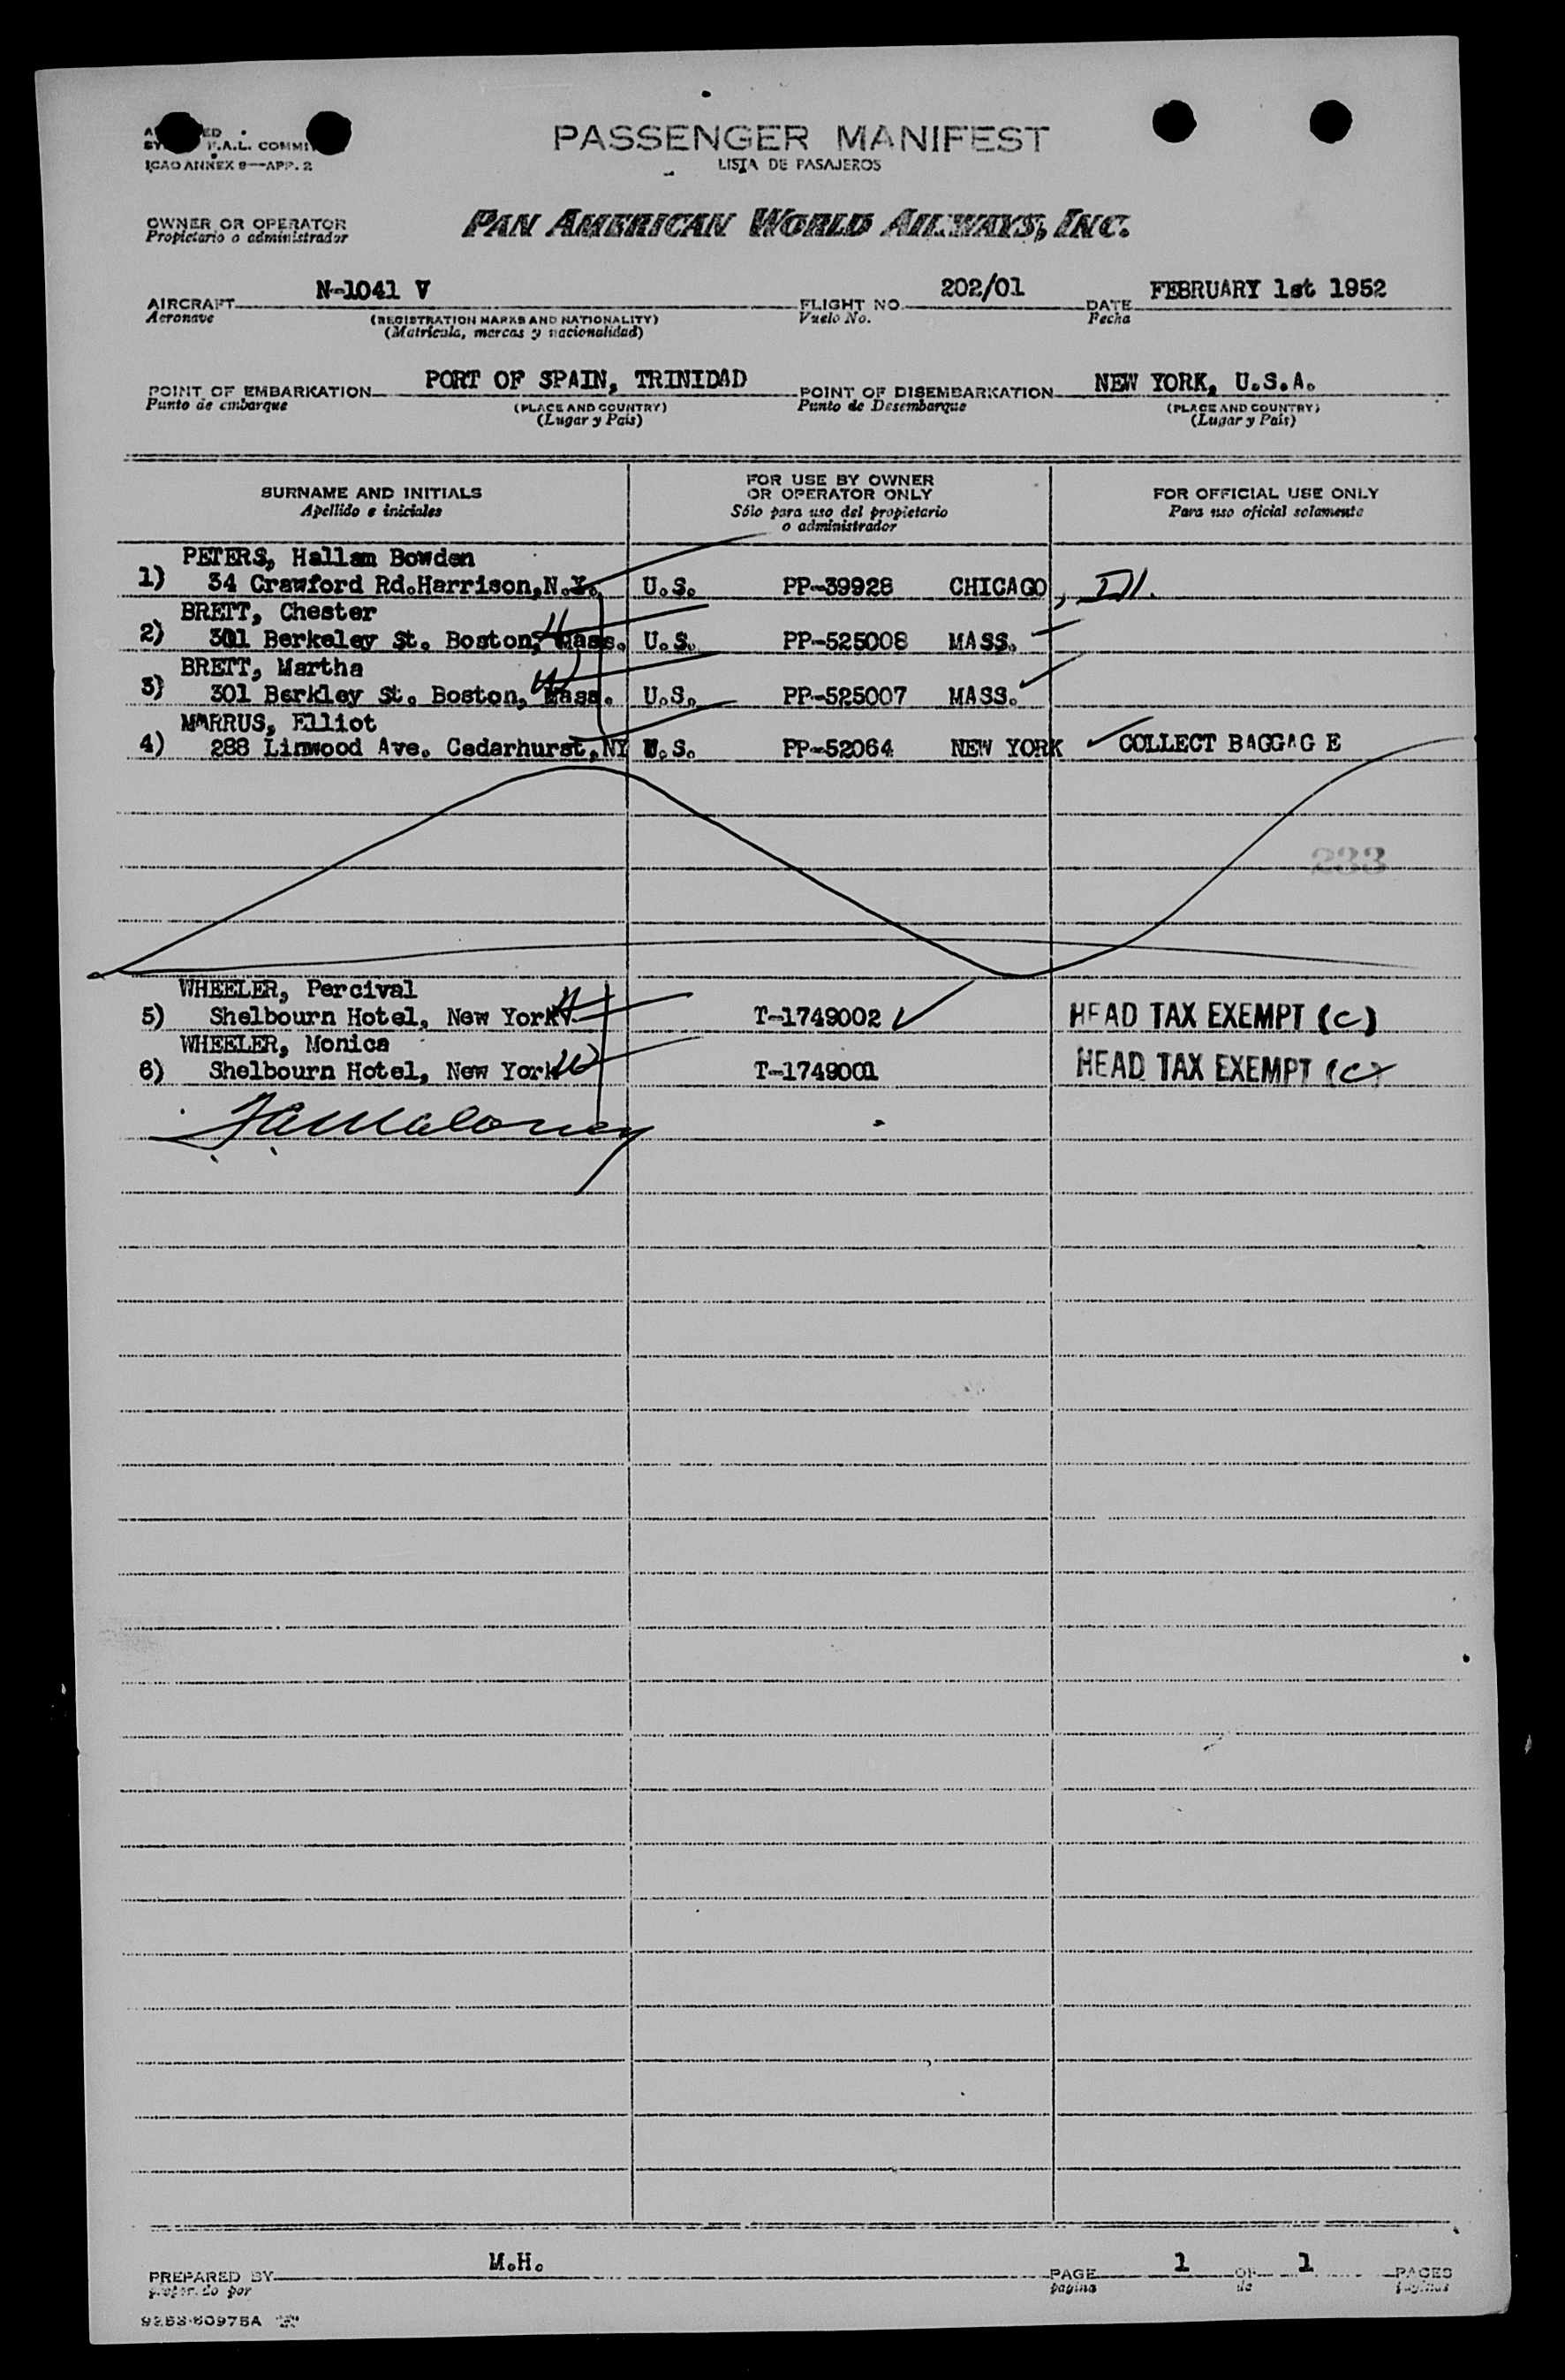 PASSENGER MANIFEST
LISTA DE PASAJEROS
F.A.L.
ICAO ANNEX 9—APP. 2
OWNER OR OPERATOR
Propietario o administrador
PAN AMERICAN WORLD AIRWAYS, INC.
AIRCRAFT N-1041 V FLIGHT NO. 202/01 DATE FEBRUARY 1st 1952
Aeronave (REGISTRATION MARKS AND NATIONALITY) Vuelo No. Fecha
(Matrícula, marcas y nacionalidad)
POINT OF EMBARKATION PORT OF SPAIN, TRINIDAD POINT OF DISEMBARKATION NEW YORK, U.S.A.
Punto de embarque (PLACE AND COUNTRY) Punto de Desembarque (PLACE AND COUNTRY)
(Lugar y País) (Lugar y País)
SURNAME AND INITIALS
Apellido e iniciales
FOR USE BY OWNER
OR OPERATOR ONLY
Sólo para uso del propietario
o administrador
FOR OFFICIAL USE ONLY
Para uso oficial solamente
PETERS, Hallam Bowden
1) 34 Crawford Rd.Harrison,N.Y. U.S. PP-39928 CHICAGO, Ill.
BRETT, Chester
2) 301 Berkeley St. Boston, Mass. U.S. PP-525008 MASS.
BRETT, Martha
3) 301 Berkley St. Boston, Mass. U.S. PP-525007 MASS.
MARRUS, Elliot
4) 288 Linwood Ave. Cedarhurst,NY U.S. PP-52064 NEW YORK COLLECT BAGGAG E
233
WHEELER, Percival
5) Shelbourn Hotel, New York H T-1749002 HEAD TAX EXEMPT (C)
WHEELER, Monica
6) Shelbourn Hotel, New York W T-1749001 HEAD TAX EXEMPT (C)
PREPARED BY M.H. PAGE 1 OF 1 PAGES
preparado por página de páginas